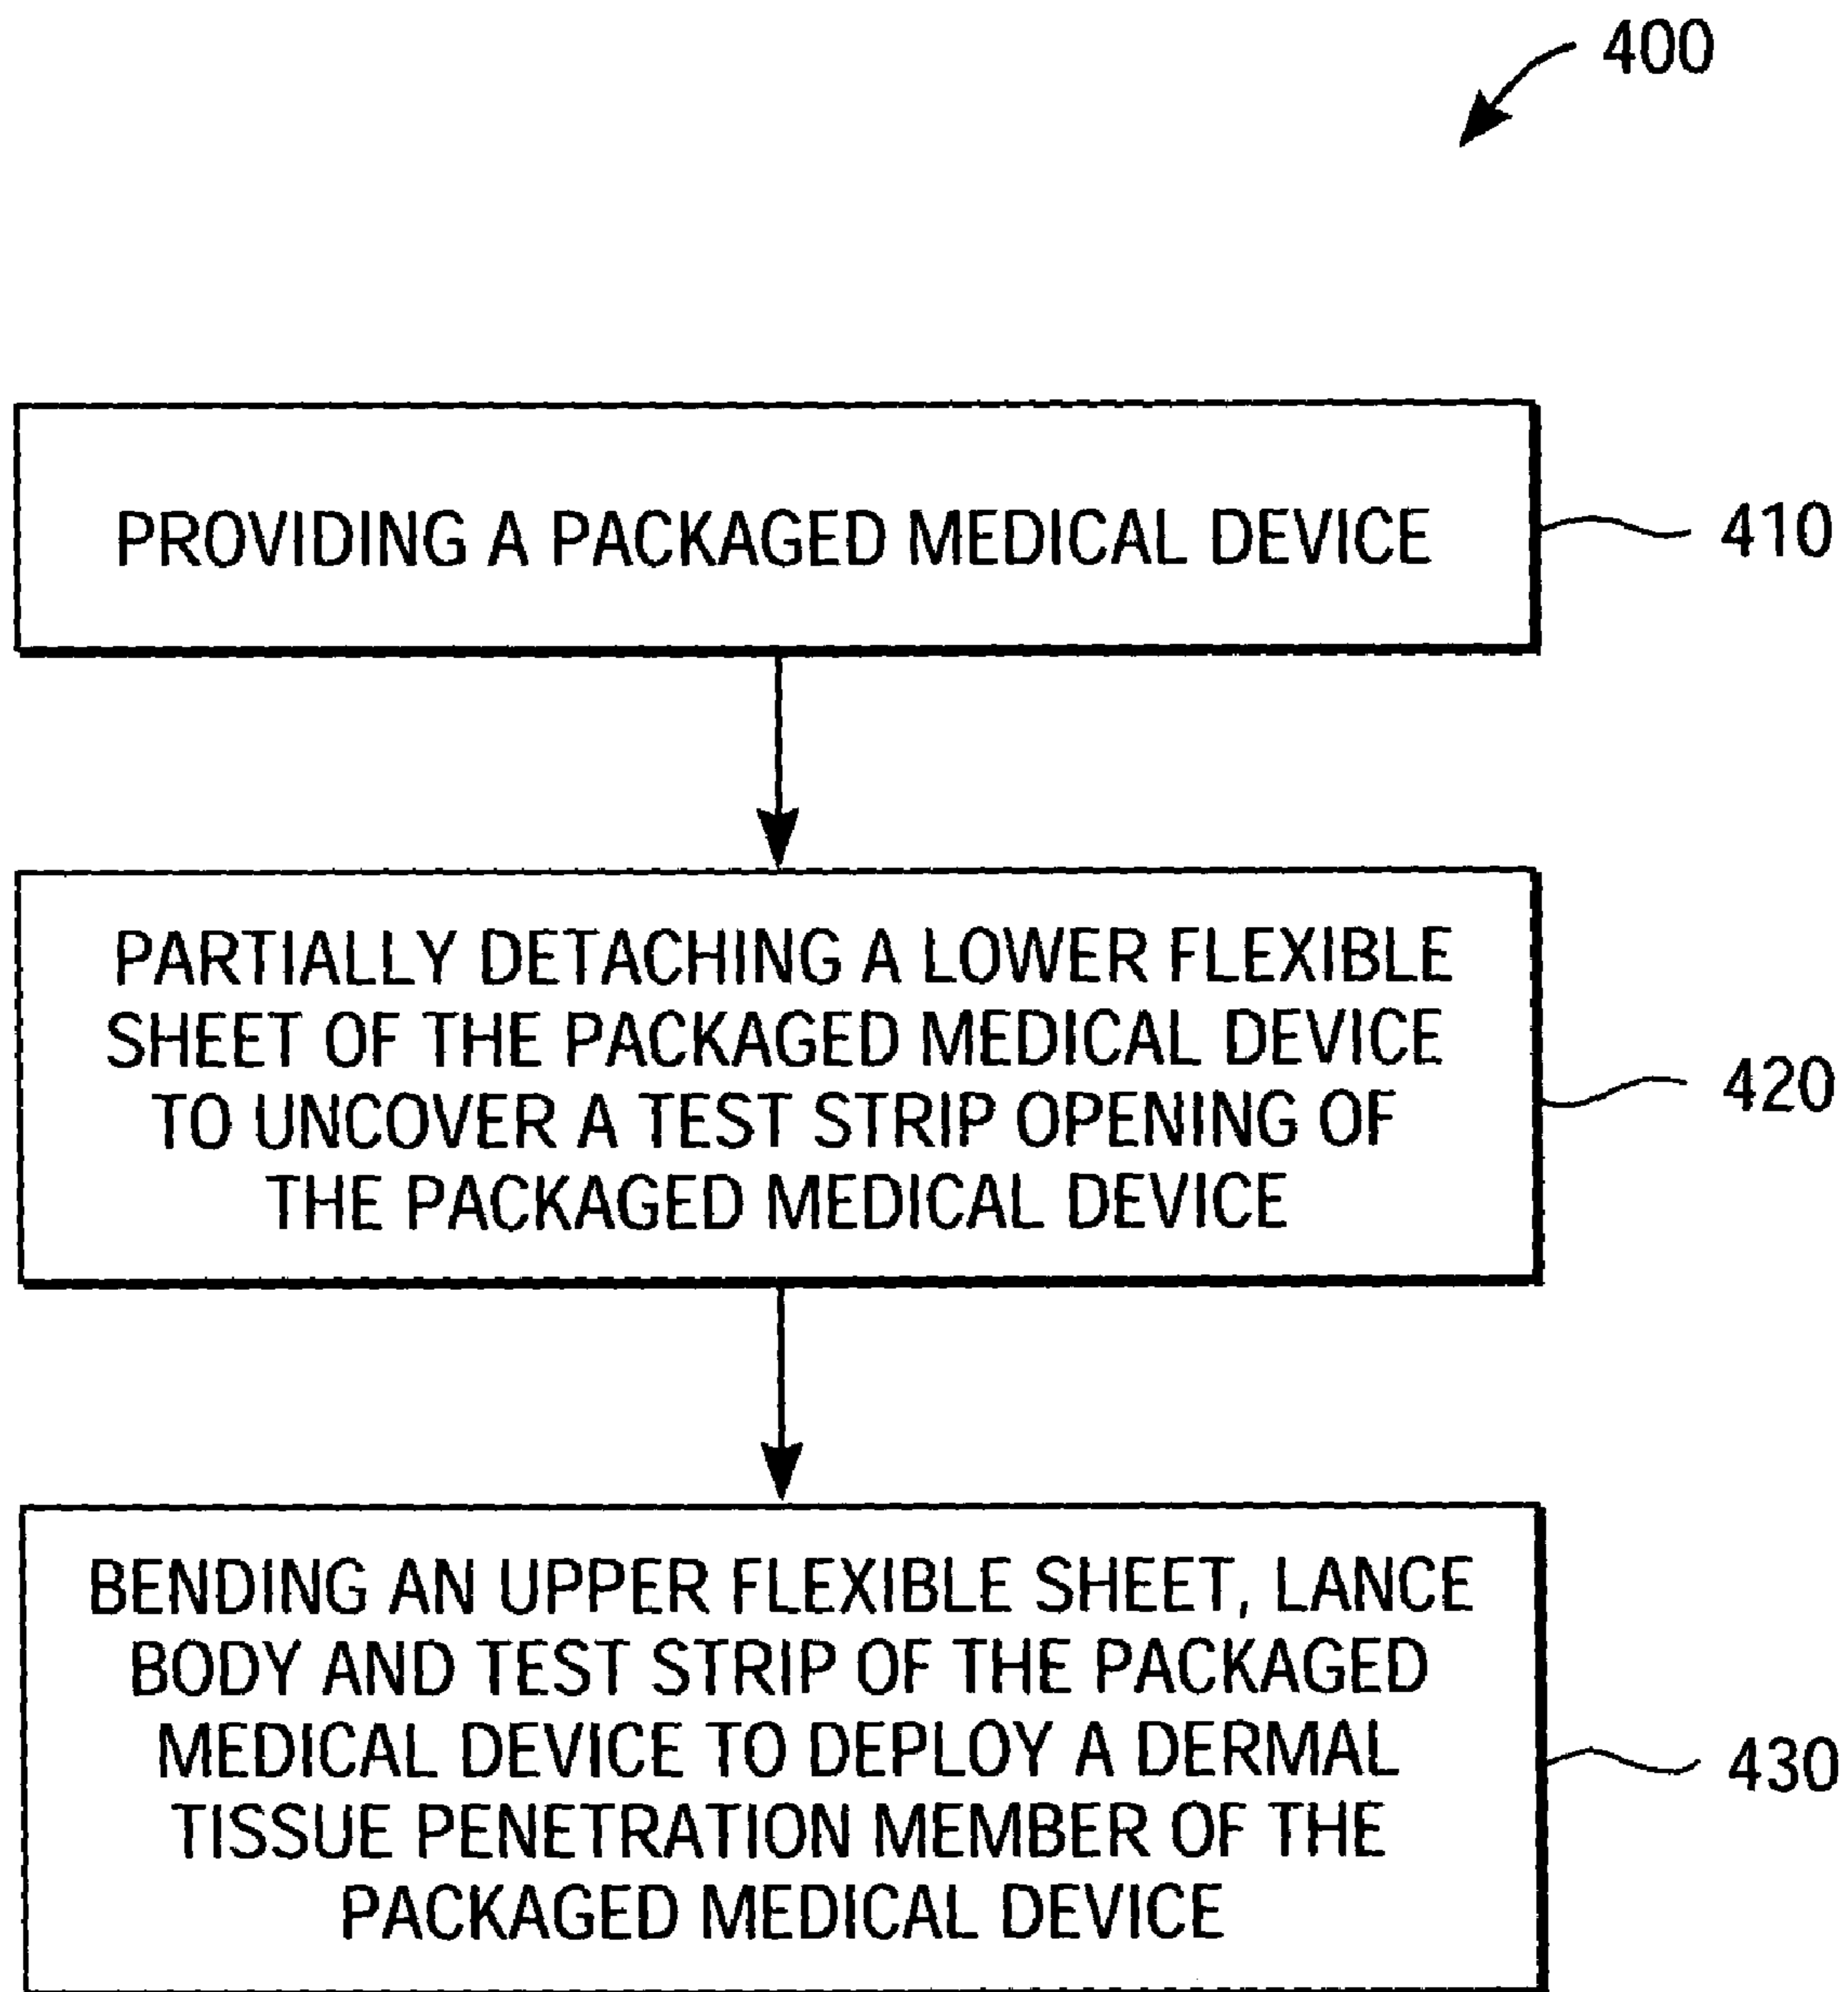 400
PROVIDING A PACKAGED MEDICAL DEVICE
410
PARTIALLY DETACHING A LOWER FLEXIBLE
SHEET OF THE PACKAGED MEDICAL DEVICE
TO UNCOVER A TEST STRIP OPENING OF
THE PACKAGED MEDICAL DEVICE
420
BENDING AN UPPER FLEXIBLE SHEET, LANCE
BODY AND TEST STRIP OF THE PACKAGED
MEDICAL DEVICE TO DEPLOY A DERMAL
TISSUE PENETRATION MEMBER OF THE
PACKAGED MEDICAL DEVICE
430